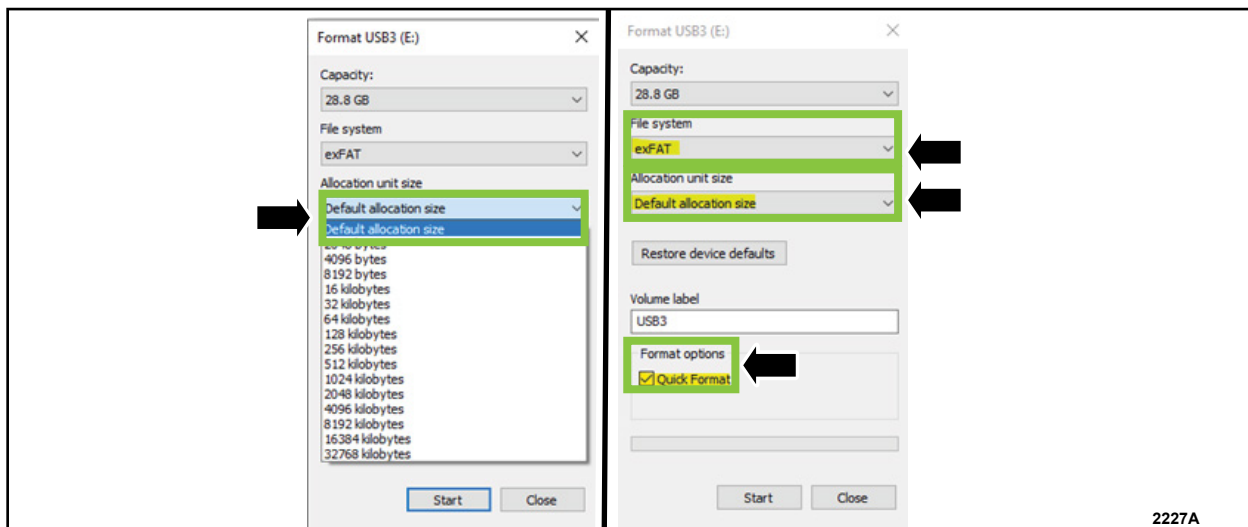 Format USB3 (E:)
Capacity:
28.8 GB
File system
exFAT
Allocation unit size
Default allocation size
Default allocation size
2048 bytes
4096 bytes
8192 bytes
16 kilobytes
32 kilobytes
64 kilobytes
128 kilobytes
256 kilobytes
512 kilobytes
1024 kilobytes
2048 kilobytes
4096 kilobytes
8192 kilobytes
16384 kilobytes
32768 kilobytes
Start
Close
Format USB3 (E:)
Capacity:
28.8 GB
File system
exFAT
Allocation unit size
Default allocation size
Restore device defaults
Volume label
USB3
Format options
Quick Format
Start
Close
2227A